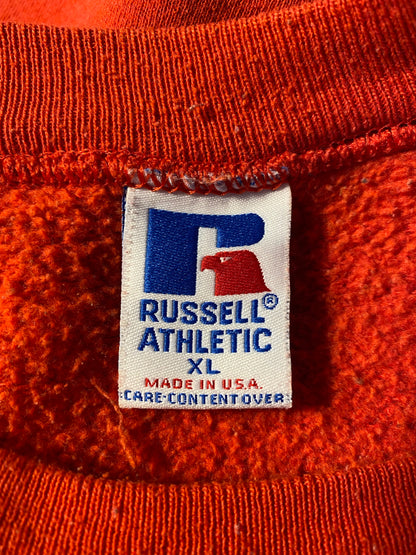 R
RUSSELL®
ATHLETIC
XL
MADE IN U.S.A.
CARE-CONTENT OVER